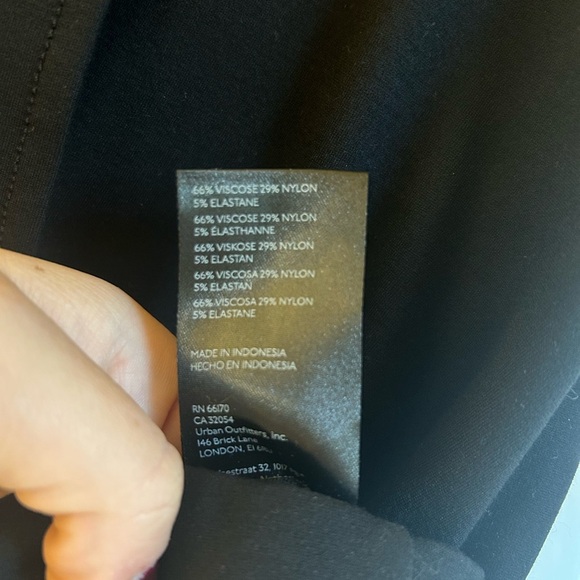 66% VISCOSE 29% NYLON
5% ELASTANE
66% VISCOSE 29% NYLON
5% ÉLASTHANNE
66% VISKOSE 29% NYLON
5% ELASTAN
66% VISCOSA 29% NYLON
5% ELASTAN
66% VISCOSA 29% NYLON
5% ELASTANE
MADE IN INDONESIA
HECHO EN INDONESIA
RN 66170
CA 32054
Urban Outfitters, Inc.
146 Brick Lane
LONDON, E1
32,